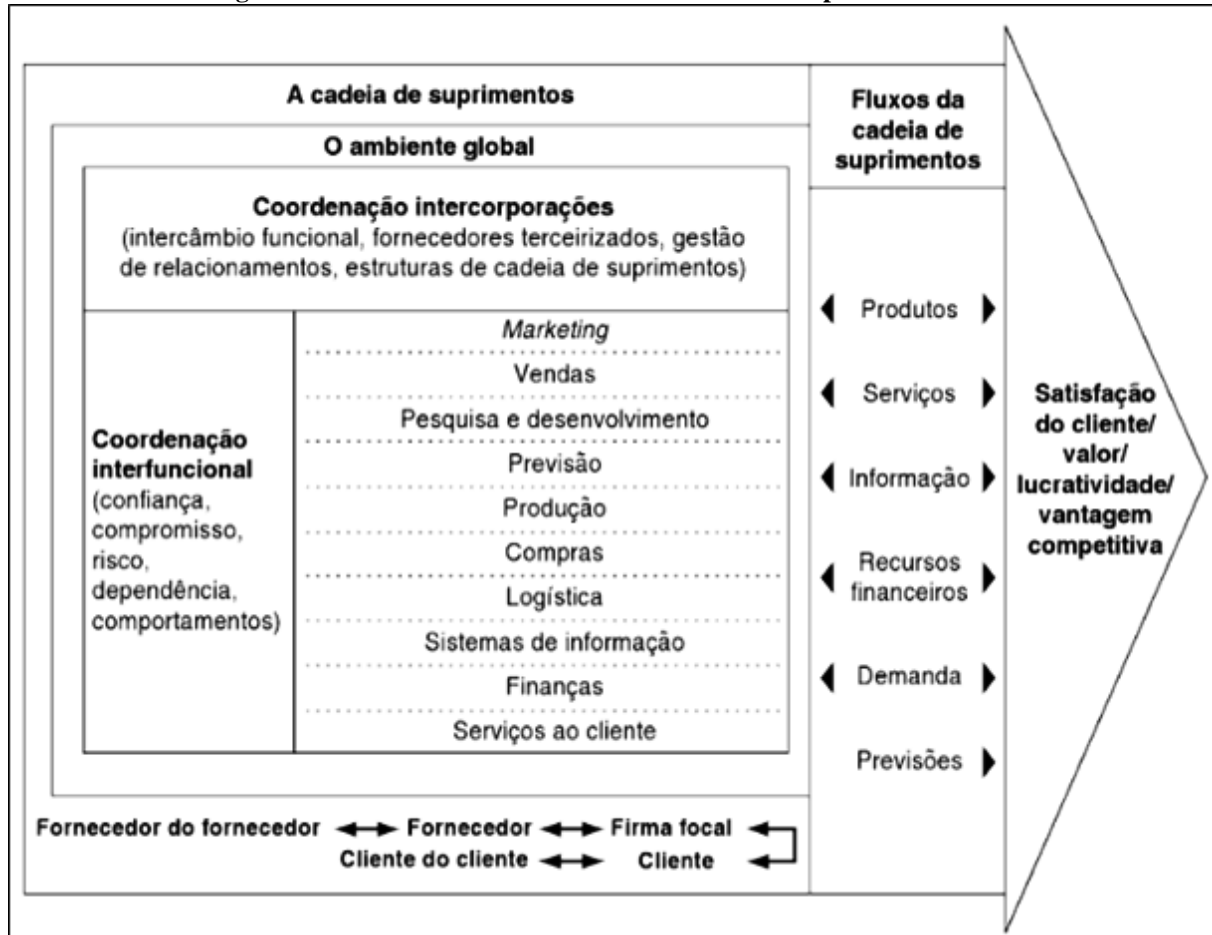 A cadeia de suprimentos
O ambiente global
Coordenação intercorporações
(intercâmbio funcional, fornecedores terceirizados, gestão
de relacionamentos, estruturas de cadeia de suprimentos)
Coordenação
interfuncional
(confiança,
compromisso,
risco,
dependência,
comportamentos)
Marketing
Vendas
Pesquisa e desenvolvimento
Previsão
Produção
Compras
Logística
Sistemas de informação
Finanças
Serviços ao cliente
Fornecedor do fornecedor Fornecedor Firma focal
Cliente do cliente Cliente
Fluxos da
cadeia de
suprimentos
Produtos
Serviços
Informação
Recursos
financeiros
Demanda
Previsões
Satisfação
do cliente/
valor/
lucratividade/
vantagem
competitiva